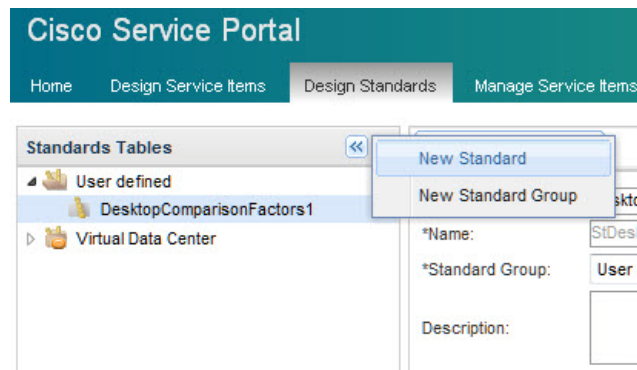 Cisco Service Portal
Home Design Service Items Design Standards Manage Service Items
Standards Tables
New Standard
New Standard Group
User defined
DesktopComparisonFactors1
Virtual Data Center
*Name: StDes
*Standard Group: User
Description: